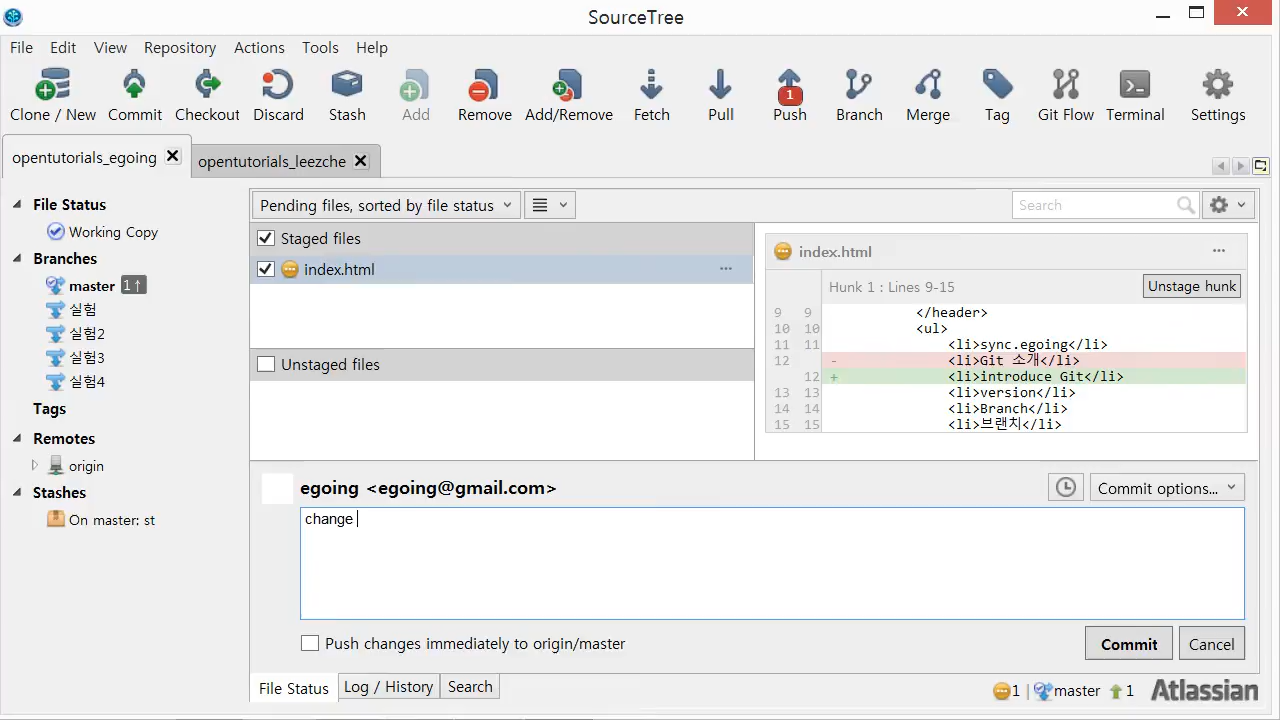 SourceTree
File Edit View Repository Actions Tools Help
1
Clone / New Commit Checkout Discard Stash Add Remove Add/Remove Fetch Pull Push Branch Merge Tag Git Flow Terminal Settings
opentutorials_egoing opentutorials_leezche
File Status
Working Copy
Branches
master 1↑
실험
실험2
실험3
실험4
Tags
Remotes
origin
Stashes
On master: st
Pending files, sorted by file status
Search
Staged files
index.html
Unstaged files
index.html
Hunk 1 : Lines 9-15 Unstage hunk
9 9 </header>
10 10 <ul>
11 11 <li>sync.egoing</li>
12 - <li>Git 소개</li>
12 + <li>introduce Git</li>
13 13 <li>version</li>
14 14 <li>Branch</li>
15 15 <li>브랜치</li>
egoing <egoing@gmail.com> Commit options...
change
Push changes immediately to origin/master Commit Cancel
File Status Log / History Search 1 | master 1 Atlassian